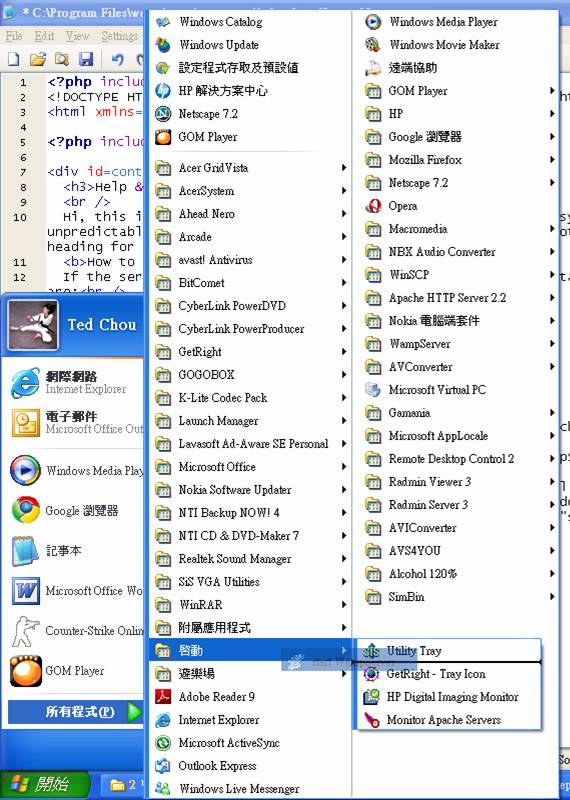 * C:\Program Files\wa
File Edit View Settings
1 <?php inclu
2 <!DOCTYPE HT
3 <html xmlns=
4
5 <?php inclu
6
7 <div id=cont
8 <h3>Help &
9 <br />
10 Hi, this i
unpredictabl
heading for
11 <b>How to
12 If the ser
are:<br />
Ted Chou
網際網路
Internet Explorer
電子郵件
Microsoft Office Out
Windows Media Play
Google 瀏覽器
記事本
Microsoft Office Wo
Counter-Strike Online
GOM Player
所有程式(P)
開始
2
Windows Catalog
Windows Update
設定程式存取及預設值
HP 解決方案中心
Netscape 7.2
GOM Player
Acer GridVista
AcerSystem
Ahead Nero
Arcade
avast! Antivirus
BitComet
CyberLink PowerDVD
CyberLink PowerProducer
GetRight
GOGOBOX
K-Lite Codec Pack
Launch Manager
Lavasoft Ad-Aware SE Personal
Microsoft Office
Nokia Software Updater
NTI Backup NOW! 4
NTI CD & DVD-Maker 7
Realtek Sound Manager
SiS VGA Utilities
WinRAR
附屬應用程式
啟動
遊樂場
Adobe Reader 9
Internet Explorer
Microsoft ActiveSync
Outlook Express
Windows Live Messenger
Windows Media Player
Windows Movie Maker
遠端協助
GOM Player
HP
Google 瀏覽器
Mozilla Firefox
Netscape 7.2
Opera
Macromedia
NBX Audio Converter
WinSCP
Apache HTTP Server 2.2
Nokia 電腦端套件
WampServer
AVConverter
Microsoft Virtual PC
Gamania
Microsoft AppLocale
Remote Desktop Control 2
Radmin Viewer 3
Radmin Server 3
AVIConverter
AVS4YOU
Alcohol 120%
SimBin
start WampServer
Utility Tray
GetRight - Tray Icon
HP Digital Imaging Monitor
Monitor Apache Servers